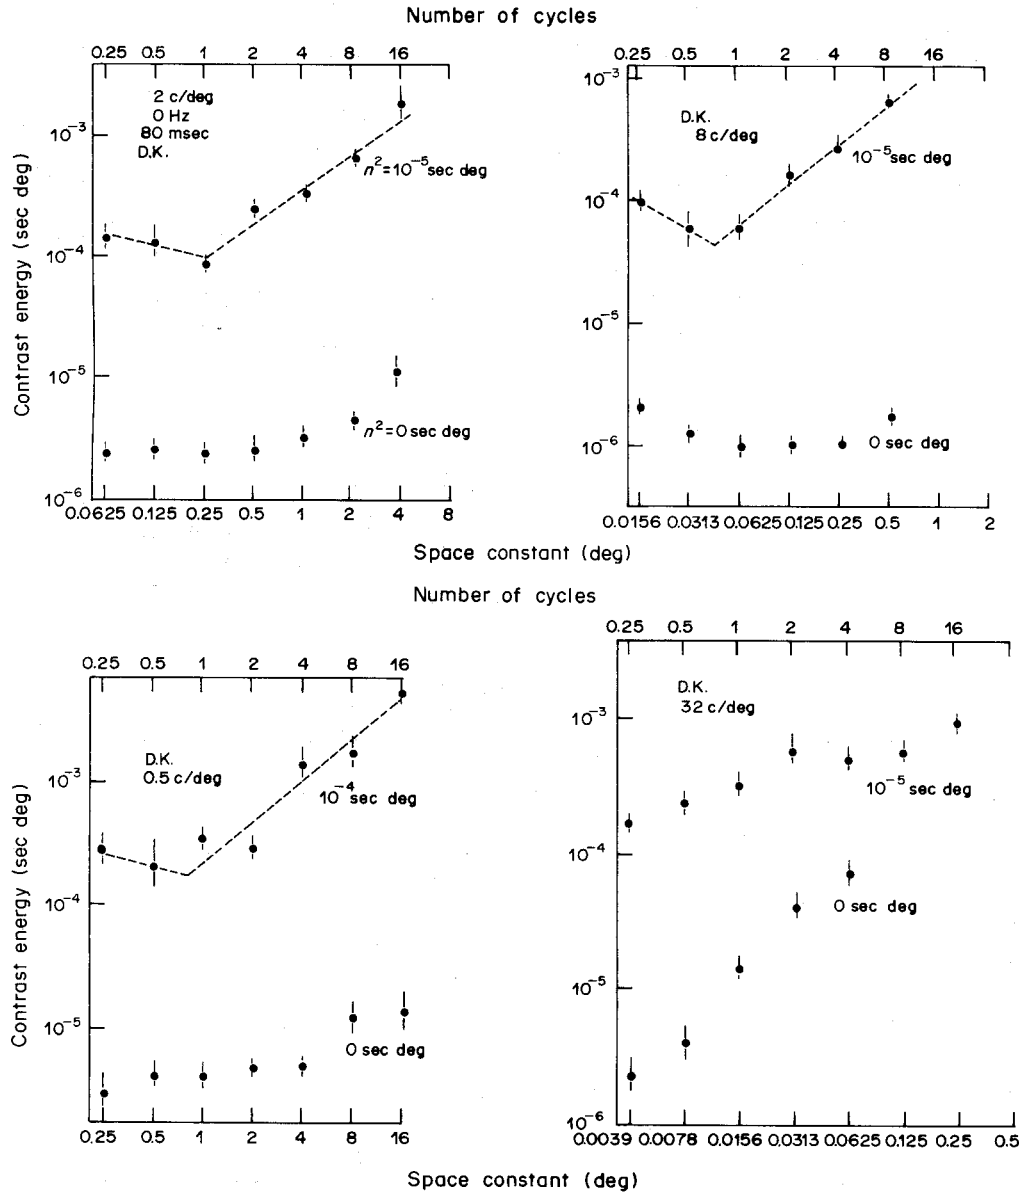 Number of cycles
0.25 0.5 1 2 4 8 16
2 c/deg
0 Hz
80 msec
D.K.
n²=10⁻⁵ sec deg
n²=0 sec deg
10⁻³
10⁻⁴
10⁻⁵
10⁻⁶
Contrast energy (sec deg)
0.0625 0.125 0.25 0.5 1 2 4 8
0.25 0.5 1 2 4 8 16
D.K.
8 c/deg
10⁻⁵ sec deg
0 sec deg
10⁻³
10⁻⁴
10⁻⁵
10⁻⁶
0.0156 0.0313 0.0625 0.125 0.25 0.5 1 2
Space constant (deg)
Number of cycles
0.25 0.5 1 2 4 8 16
D.K.
0.5 c/deg
10⁻⁴ sec deg
0 sec deg
10⁻³
10⁻⁴
10⁻⁵
Contrast energy (sec deg)
0.25 0.5 1 2 4 8 16
0.25 0.5 1 2 4 8 16
D.K.
32 c/deg
10⁻⁵ sec deg
0 sec deg
10⁻³
10⁻⁴
10⁻⁵
10⁻⁶
0.0039 0.0078 0.0156 0.0313 0.0625 0.125 0.25 0.5
Space constant (deg)